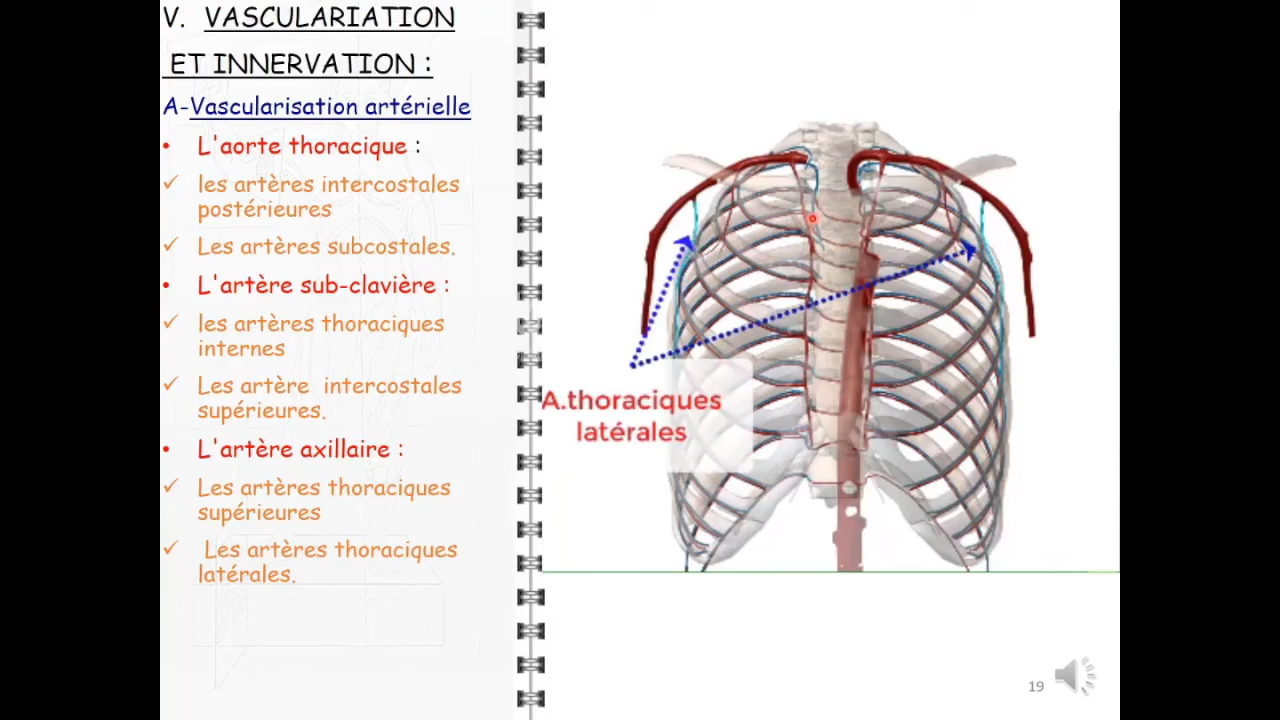 V. VASCULARIATION
ET INNERVATION :
A-Vascularisation artérielle
• L'aorte thoracique :
✓ les artères intercostales
postérieures
✓ Les artères subcostales.
• L'artère sub-clavière :
✓ les artères thoraciques
internes
✓ Les artère intercostales
supérieures.
• L'artère axillaire :
✓ Les artères thoraciques
supérieures
✓ Les artères thoraciques
latérales.
A.thoraciques
latérales
19